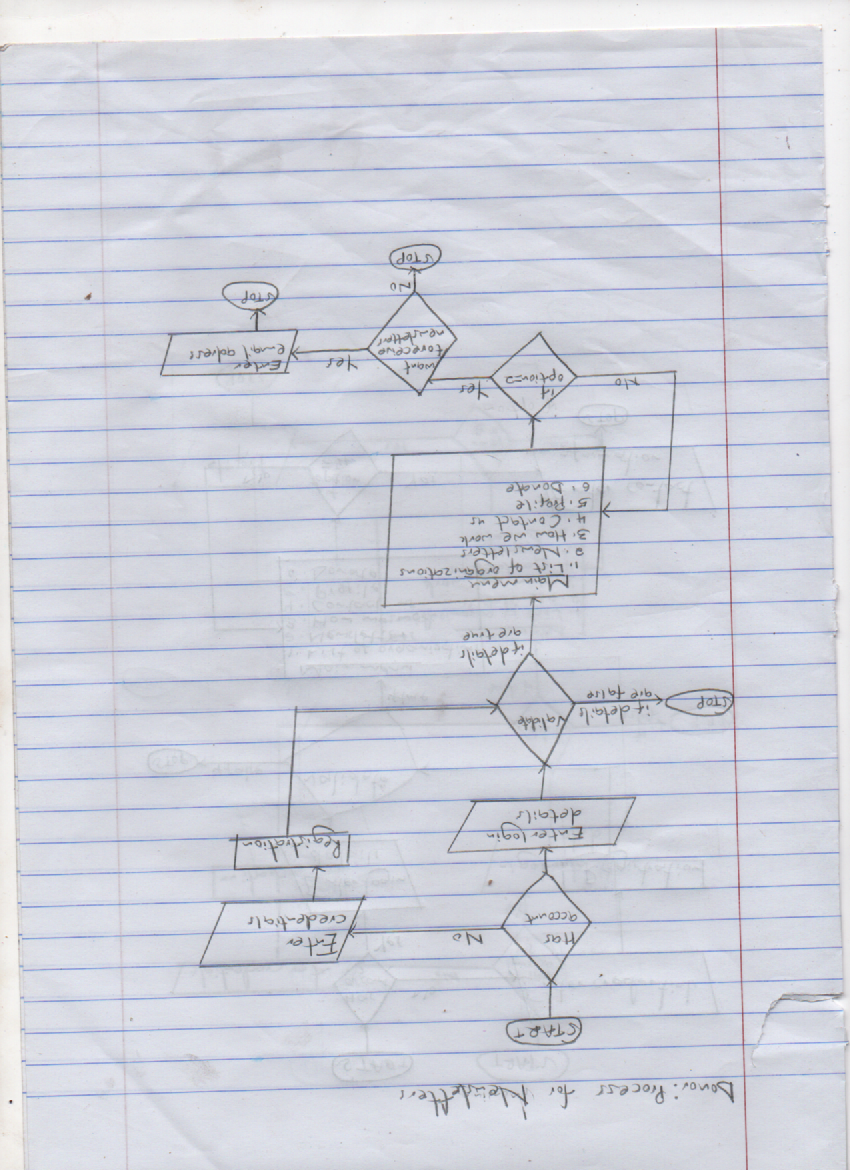 Donor: Process for Newsletters
START
Has
account
No
Enter
credentials
Registration
Enter login
details
Validate
if details
are false
STOP
if details
are true
Main menu
1. List of organizations
2. Newsletters
3. How we work
4. Contact us
5. Profile
6. Donate
if
option=2
No
Yes
want
to receive
newsletter
Yes
Enter
email adress
STOP
No
STOP